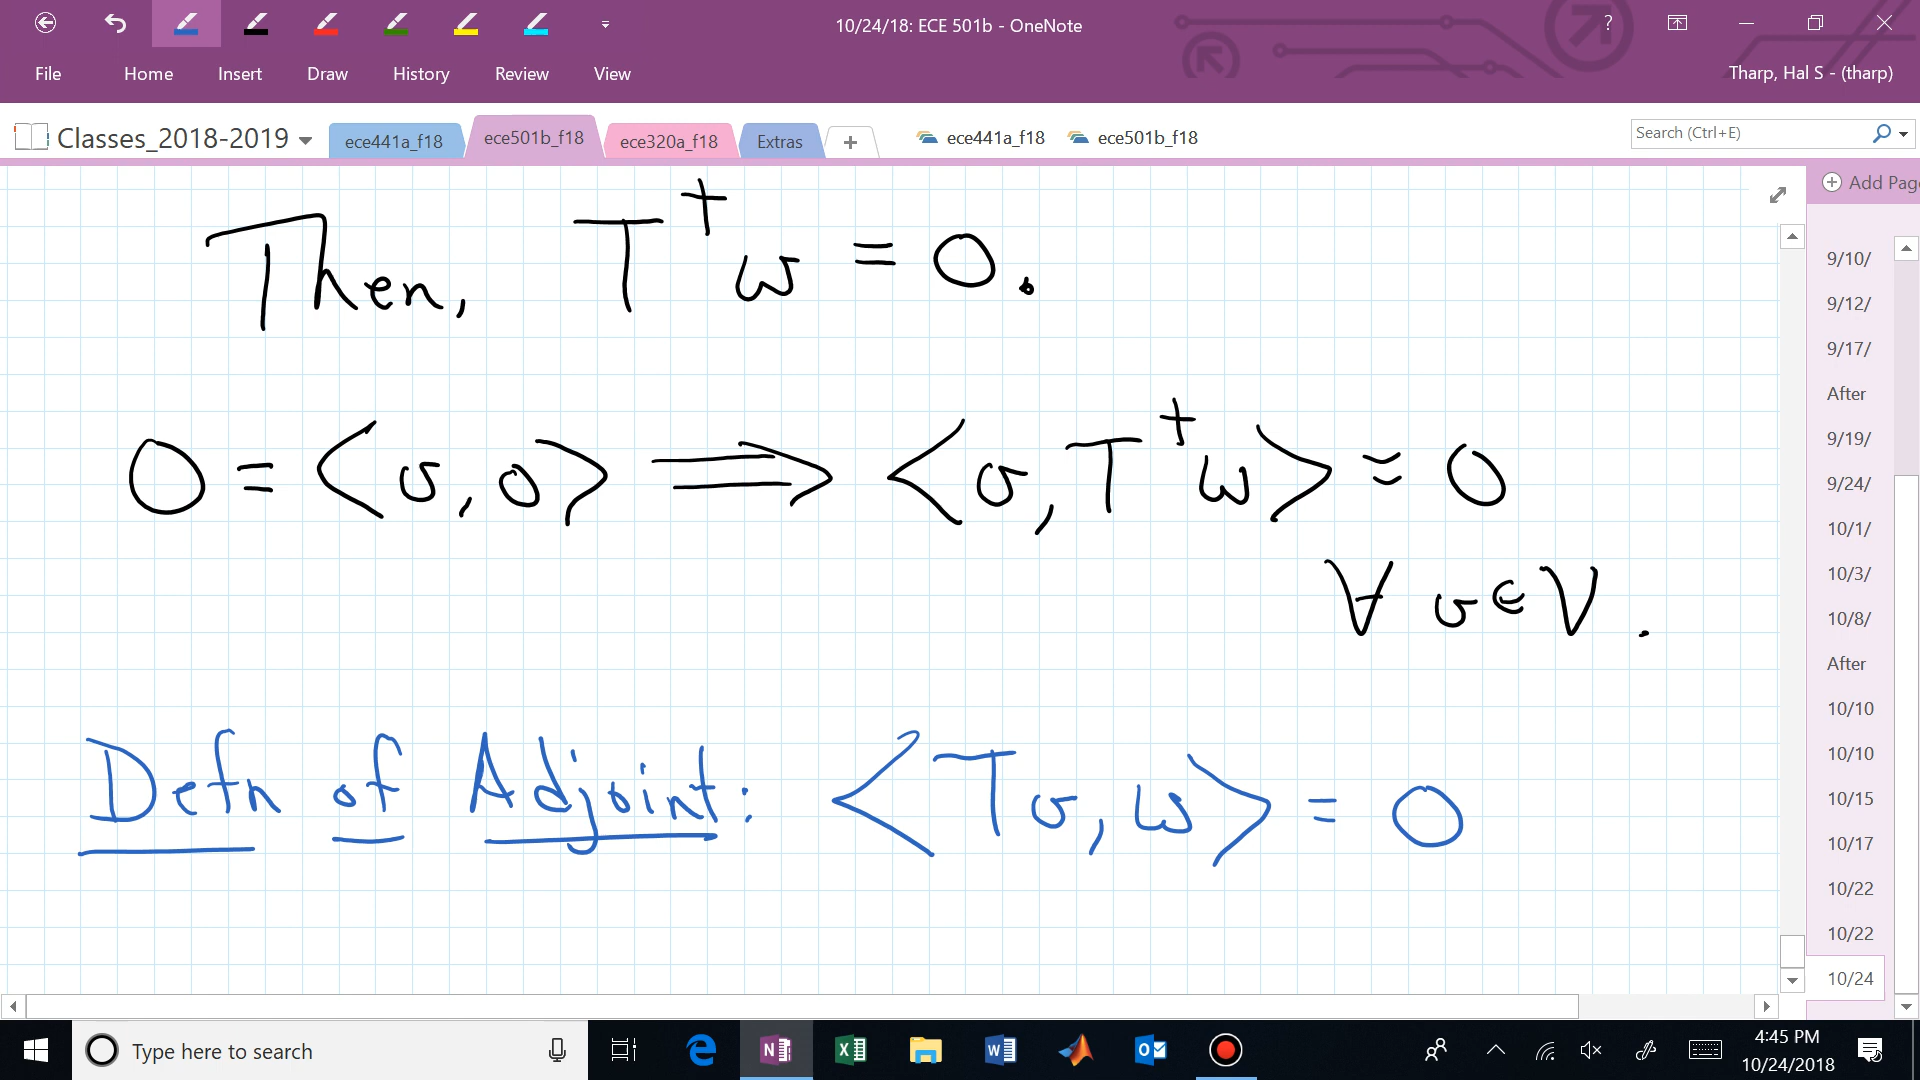 10/24/18: ECE 501b - OneNote
?
File Home Insert Draw History Review View
Tharp, Hal S - (tharp)
Classes_2018-2019
ece441a_f18 ece501b_f18 ece320a_f18 Extras + ece441a_f18 ece501b_f18
Search (Ctrl+E)
Add Pag
Then, T⁺ω = 0.
0 = <σ, 0> ⟹ <σ, T⁺ω> = 0
∀ σ ∈ V.
Defn of Adjoint: <Tσ, ω> = 0
9/10/
9/12/
9/17/
After
9/19/
9/24/
10/1/
10/3/
10/8/
After
10/10
10/10
10/15
10/17
10/22
10/22
10/24
Type here to search
4:45 PM
10/24/2018